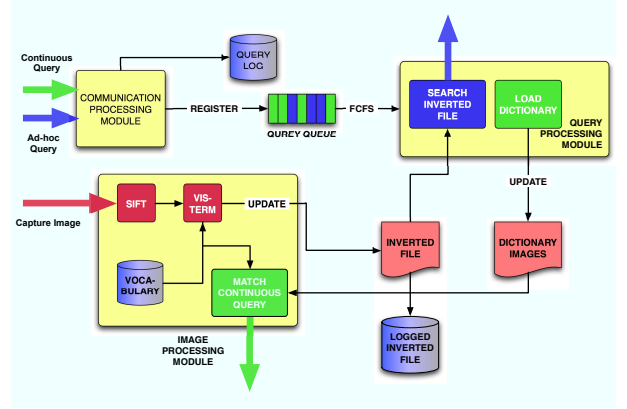 Continuous
Query
Ad-hoc
Query
COMMUNICATION
PROCESSING
MODULE
QUERY
LOG
REGISTER
QUREY QUEUE
FCFS
SEARCH
INVERTED
FILE
LOAD
DICTIONARY
QUERY
PROCESSING
MODULE
UPDATE
Capture Image
SIFT
VIS-
TERM
UPDATE
VOCA-
BULARY
MATCH
CONTINUOUS
QUERY
INVERTED
FILE
DICTIONARY
IMAGES
IMAGE
PROCESSING
MODULE
LOGGED
INVERTED
FILE